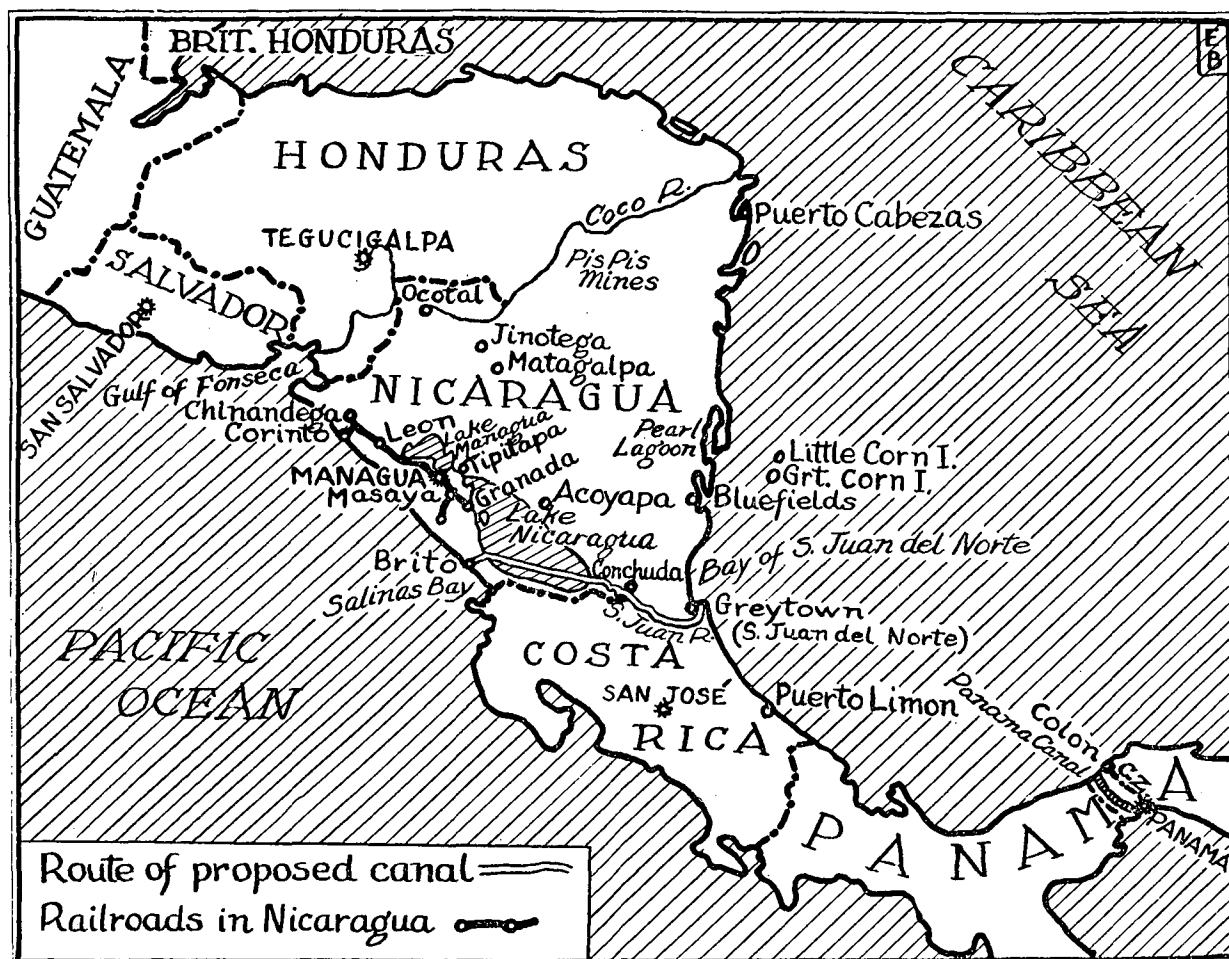 BRIT. HONDURAS
E
B
GUATEMALA
CARIBBEAN
SEA
HONDURAS
Coco R.
Puerto Cabezas
TEGUCIGALPA
Pis Pis
Mines
SALVADOR
Ocotal
SAN SALVADOR
Jinotega
Matagalpa
Gulf of Fonseca
NICARAGUA
Chinandega
Corinto
Leon
Lake
Managua
Tipitapa
Pearl
Lagoon
Little Corn I.
Grt. Corn I.
MANAGUA
Masaya
Granada
Acoyapa
Bluefields
Lake
Nicaragua
Brito
Conchuda
Bay of S. Juan del Norte
Salinas Bay
S. Juan R.
Greytown
(S. Juan del Norte)
PACIFIC
OCEAN
COSTA
RICA
SAN JOSÉ
Puerto Limon
Colon
Panama Canal
C.Z.
PANAMA
PANAMA
Route of proposed canal
Railroads in Nicaragua